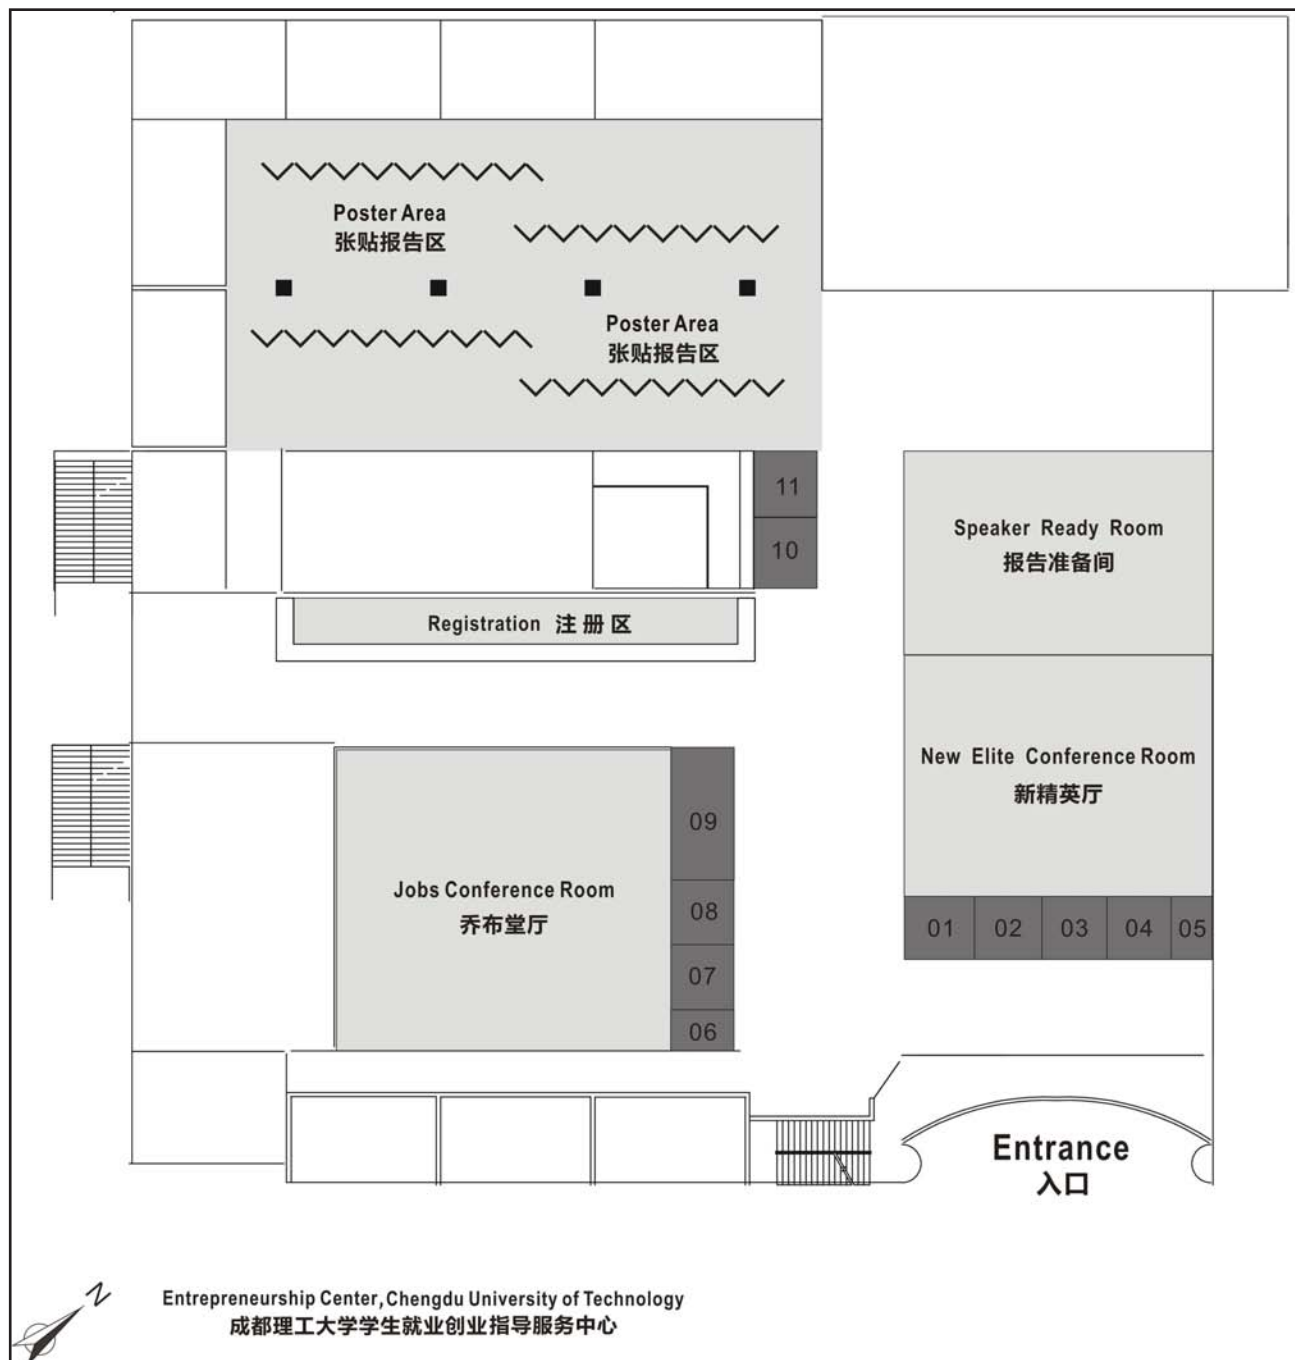 Poster Area
张贴报告区
Poster Area
张贴报告区
11
10
Speaker Ready Room
报告准备间
Registration 注册区
New Elite Conference Room
新精英厅
09
08
07
06
Jobs Conference Room
乔布堂厅
01 02 03 04 05
Entrance
入口
N
Entrepreneurship Center, Chengdu University of Technology
成都理工大学学生就业创业指导服务中心